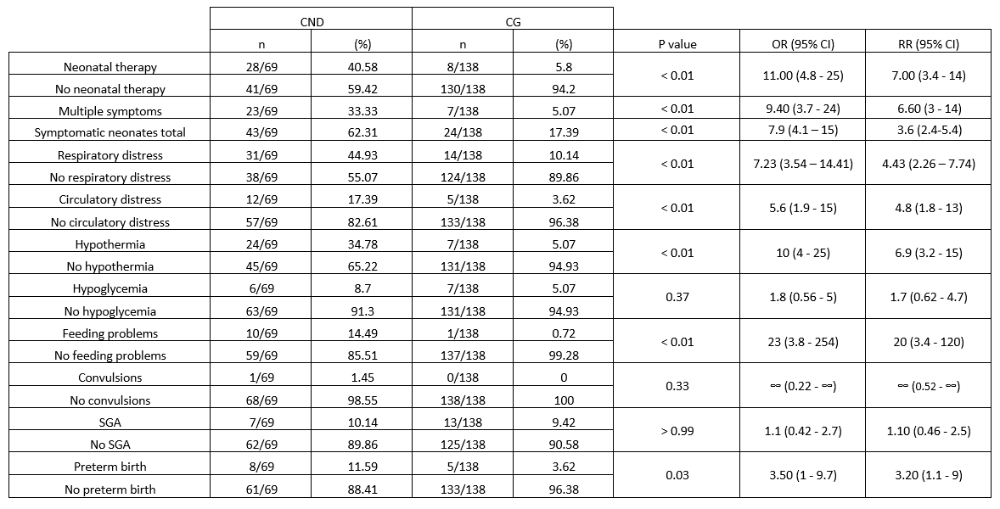 CND CG
n (%) n (%) P value OR (95% CI) RR (95% CI)
Neonatal therapy 28/69 40.58 8/138 5.8 < 0.01 11.00 (4.8 - 25) 7.00 (3.4 - 14)
No neonatal therapy 41/69 59.42 130/138 94.2
Multiple symptoms 23/69 33.33 7/138 5.07 < 0.01 9.40 (3.7 - 24) 6.60 (3 - 14)
Symptomatic neonates total 43/69 62.31 24/138 17.39 < 0.01 7.9 (4.1 – 15) 3.6 (2.4-5.4)
Respiratory distress 31/69 44.93 14/138 10.14 < 0.01 7.23 (3.54 – 14.41) 4.43 (2.26 – 7.74)
No respiratory distress 38/69 55.07 124/138 89.86
Circulatory distress 12/69 17.39 5/138 3.62 < 0.01 5.6 (1.9 - 15) 4.8 (1.8 - 13)
No circulatory distress 57/69 82.61 133/138 96.38
Hypothermia 24/69 34.78 7/138 5.07 < 0.01 10 (4 - 25) 6.9 (3.2 - 15)
No hypothermia 45/69 65.22 131/138 94.93
Hypoglycemia 6/69 8.7 7/138 5.07 0.37 1.8 (0.56 - 5) 1.7 (0.62 - 4.7)
No hypoglycemia 63/69 91.3 131/138 94.93
Feeding problems 10/69 14.49 1/138 0.72 < 0.01 23 (3.8 - 254) 20 (3.4 - 120)
No feeding problems 59/69 85.51 137/138 99.28
Convulsions 1/69 1.45 0/138 0 0.33 ∞ (0.22 - ∞) ∞ (0.52 - ∞)
No convulsions 68/69 98.55 138/138 100
SGA 7/69 10.14 13/138 9.42 > 0.99 1.1 (0.42 - 2.7) 1.10 (0.46 - 2.5)
No SGA 62/69 89.86 125/138 90.58
Preterm birth 8/69 11.59 5/138 3.62 0.03 3.50 (1 - 9.7) 3.20 (1.1 - 9)
No preterm birth 61/69 88.41 133/138 96.38